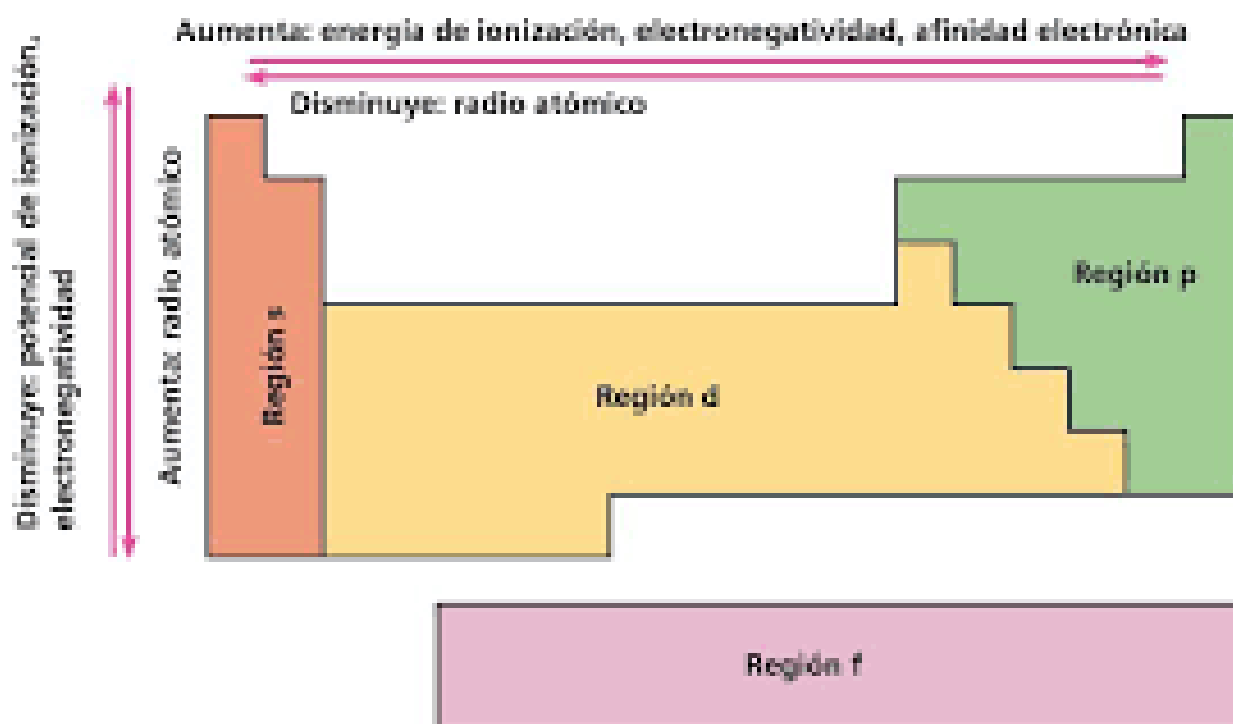 Aumenta: energía de ionización, electronegatividad, afinidad electrónica
Disminuye: radio atómico
Disminuye: potencial de ionización,
electronegatividad
Aumenta: radio atómico
Región s
Región d
Región p
Región f